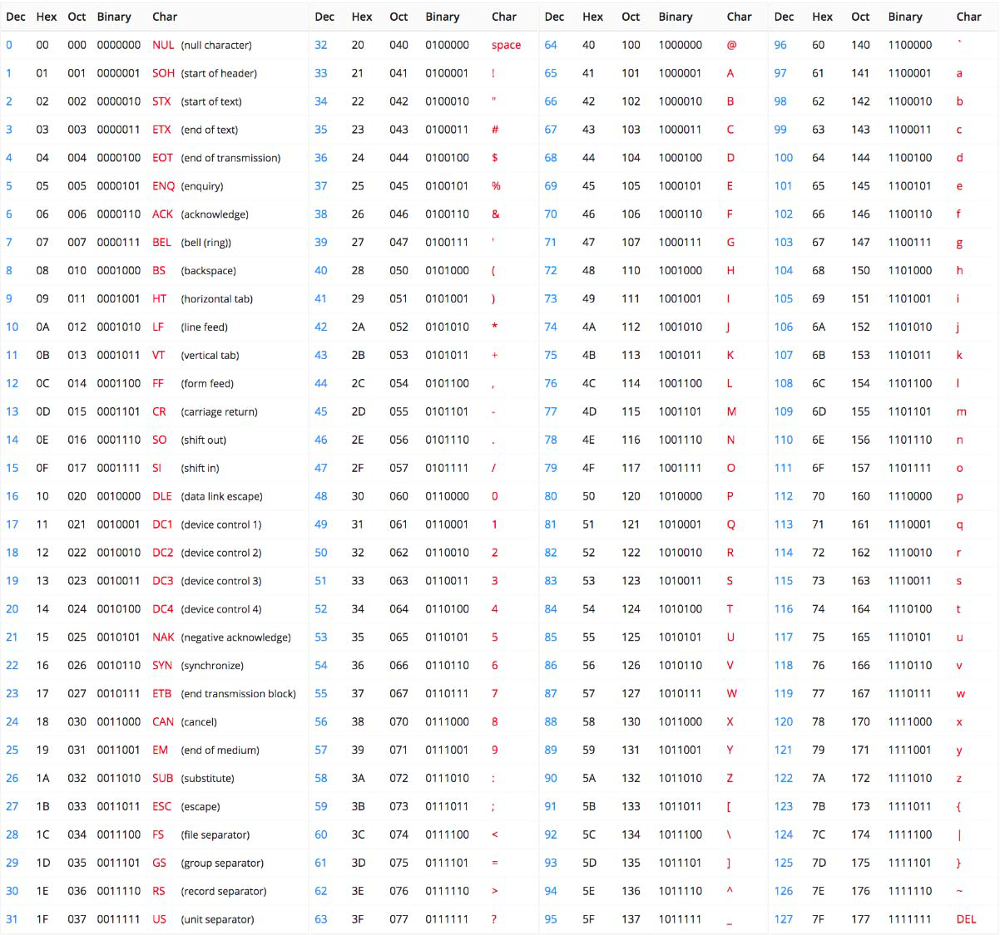 Dec Hex Oct Binary Char Dec Hex Oct Binary Char Dec Hex Oct Binary Char Dec Hex Oct Binary Char
0 00 000 0000000 NUL (null character) 32 20 040 0100000 space 64 40 100 1000000 @ 96 60 140 1100000 `
1 01 001 0000001 SOH (start of header) 33 21 041 0100001 ! 65 41 101 1000001 A 97 61 141 1100001 a
2 02 002 0000010 STX (start of text) 34 22 042 0100010 " 66 42 102 1000010 B 98 62 142 1100010 b
3 03 003 0000011 ETX (end of text) 35 23 043 0100011 # 67 43 103 1000011 C 99 63 143 1100011 c
4 04 004 0000100 EOT (end of transmission) 36 24 044 0100100 $ 68 44 104 1000100 D 100 64 144 1100100 d
5 05 005 0000101 ENQ (enquiry) 37 25 045 0100101 % 69 45 105 1000101 E 101 65 145 1100101 e
6 06 006 0000110 ACK (acknowledge) 38 26 046 0100110 & 70 46 106 1000110 F 102 66 146 1100110 f
7 07 007 0000111 BEL (bell (ring)) 39 27 047 0100111 ' 71 47 107 1000111 G 103 67 147 1100111 g
8 08 010 0001000 BS (backspace) 40 28 050 0101000 ( 72 48 110 1001000 H 104 68 150 1101000 h
9 09 011 0001001 HT (horizontal tab) 41 29 051 0101001 ) 73 49 111 1001001 I 105 69 151 1101001 i
10 0A 012 0001010 LF (line feed) 42 2A 052 0101010 * 74 4A 112 1001010 J 106 6A 152 1101010 j
11 0B 013 0001011 VT (vertical tab) 43 2B 053 0101011 + 75 4B 113 1001011 K 107 6B 153 1101011 k
12 0C 014 0001100 FF (form feed) 44 2C 054 0101100 , 76 4C 114 1001100 L 108 6C 154 1101100 l
13 0D 015 0001101 CR (carriage return) 45 2D 055 0101101 - 77 4D 115 1001101 M 109 6D 155 1101101 m
14 0E 016 0001110 SO (shift out) 46 2E 056 0101110 . 78 4E 116 1001110 N 110 6E 156 1101110 n
15 0F 017 0001111 SI (shift in) 47 2F 057 0101111 / 79 4F 117 1001111 O 111 6F 157 1101111 o
16 10 020 0010000 DLE (data link escape) 48 30 060 0110000 0 80 50 120 1010000 P 112 70 160 1110000 p
17 11 021 0010001 DC1 (device control 1) 49 31 061 0110001 1 81 51 121 1010001 Q 113 71 161 1110001 q
18 12 022 0010010 DC2 (device control 2) 50 32 062 0110010 2 82 52 122 1010010 R 114 72 162 1110010 r
19 13 023 0010011 DC3 (device control 3) 51 33 063 0110011 3 83 53 123 1010011 S 115 73 163 1110011 s
20 14 024 0010100 DC4 (device control 4) 52 34 064 0110100 4 84 54 124 1010100 T 116 74 164 1110100 t
21 15 025 0010101 NAK (negative acknowledge) 53 35 065 0110101 5 85 55 125 1010101 U 117 75 165 1110101 u
22 16 026 0010110 SYN (synchronize) 54 36 066 0110110 6 86 56 126 1010110 V 118 76 166 1110110 v
23 17 027 0010111 ETB (end transmission block) 55 37 067 0110111 7 87 57 127 1010111 W 119 77 167 1110111 w
24 18 030 0011000 CAN (cancel) 56 38 070 0111000 8 88 58 130 1011000 X 120 78 170 1111000 x
25 19 031 0011001 EM (end of medium) 57 39 071 0111001 9 89 59 131 1011001 Y 121 79 171 1111001 y
26 1A 032 0011010 SUB (substitute) 58 3A 072 0111010 : 90 5A 132 1011010 Z 122 7A 172 1111010 z
27 1B 033 0011011 ESC (escape) 59 3B 073 0111011 ; 91 5B 133 1011011 [ 123 7B 173 1111011 {
28 1C 034 0011100 FS (file separator) 60 3C 074 0111100 < 92 5C 134 1011100 \ 124 7C 174 1111100 |
29 1D 035 0011101 GS (group separator) 61 3D 075 0111101 = 93 5D 135 1011101 ] 125 7D 175 1111101 }
30 1E 036 0011110 RS (record separator) 62 3E 076 0111110 > 94 5E 136 1011110 ^ 126 7E 176 1111110 ~
31 1F 037 0011111 US (unit separator) 63 3F 077 0111111 ? 95 5F 137 1011111 _ 127 7F 177 1111111 DEL